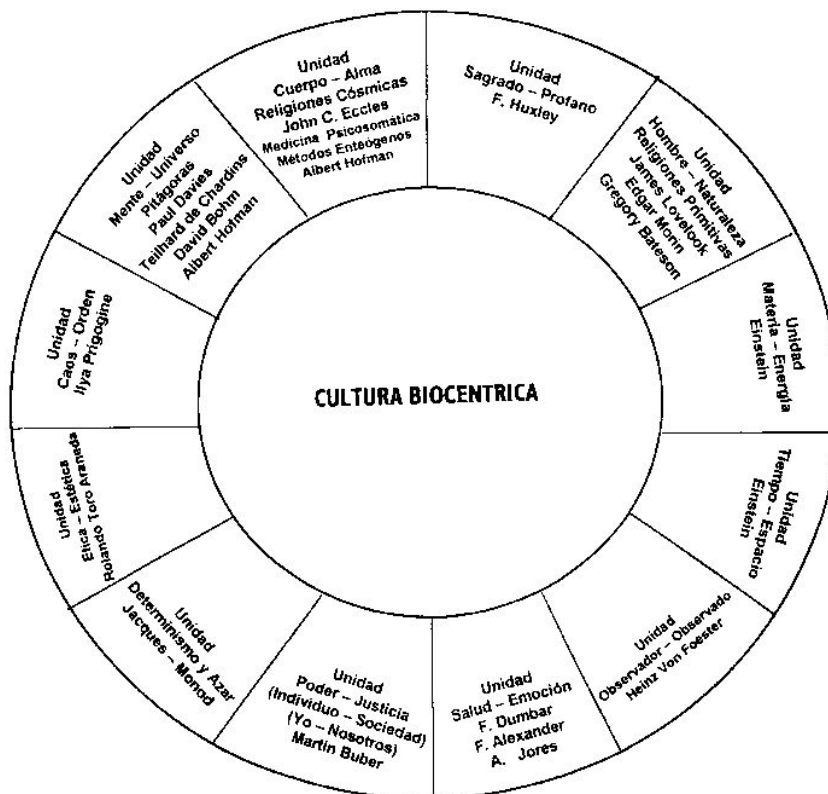 Unidad
Cuerpo – Alma
Religiones Cósmicas
John C. Eccles
Medicina Psicosomática
Métodos Enteógenos
Albert Hofman
Unidad
Sagrado – Profano
F. Huxley
Unidad
Hombre – Naturaleza
Religiones Primitivas
James Lovelook
Edgar Morin
Gregory Bateson
Unidad
Materia – Energía
Einstein
Unidad
Tiempo – Espacio
Einstein
Unidad
Observador – Observado
Heinz Von Foester
Unidad
Salud – Emoción
F. Dumbar
F. Alexander
A. Jores
Unidad
Poder – Justicia
(Individuo – Sociedad)
(Yo – Nosotros)
Martin Buber
Unidad
Determinismo y Azar
Jacques – Monod
Unidad
Etica – Estética
Rolando Toro Araneda
Unidad
Caos – Orden
Ilya Prigogine
Unidad
Mente – Universo
Pitágoras
Paul Davies
Teilhard de Chardins
David Bohm
Albert Hofman
CULTURA BIOCENTRICA